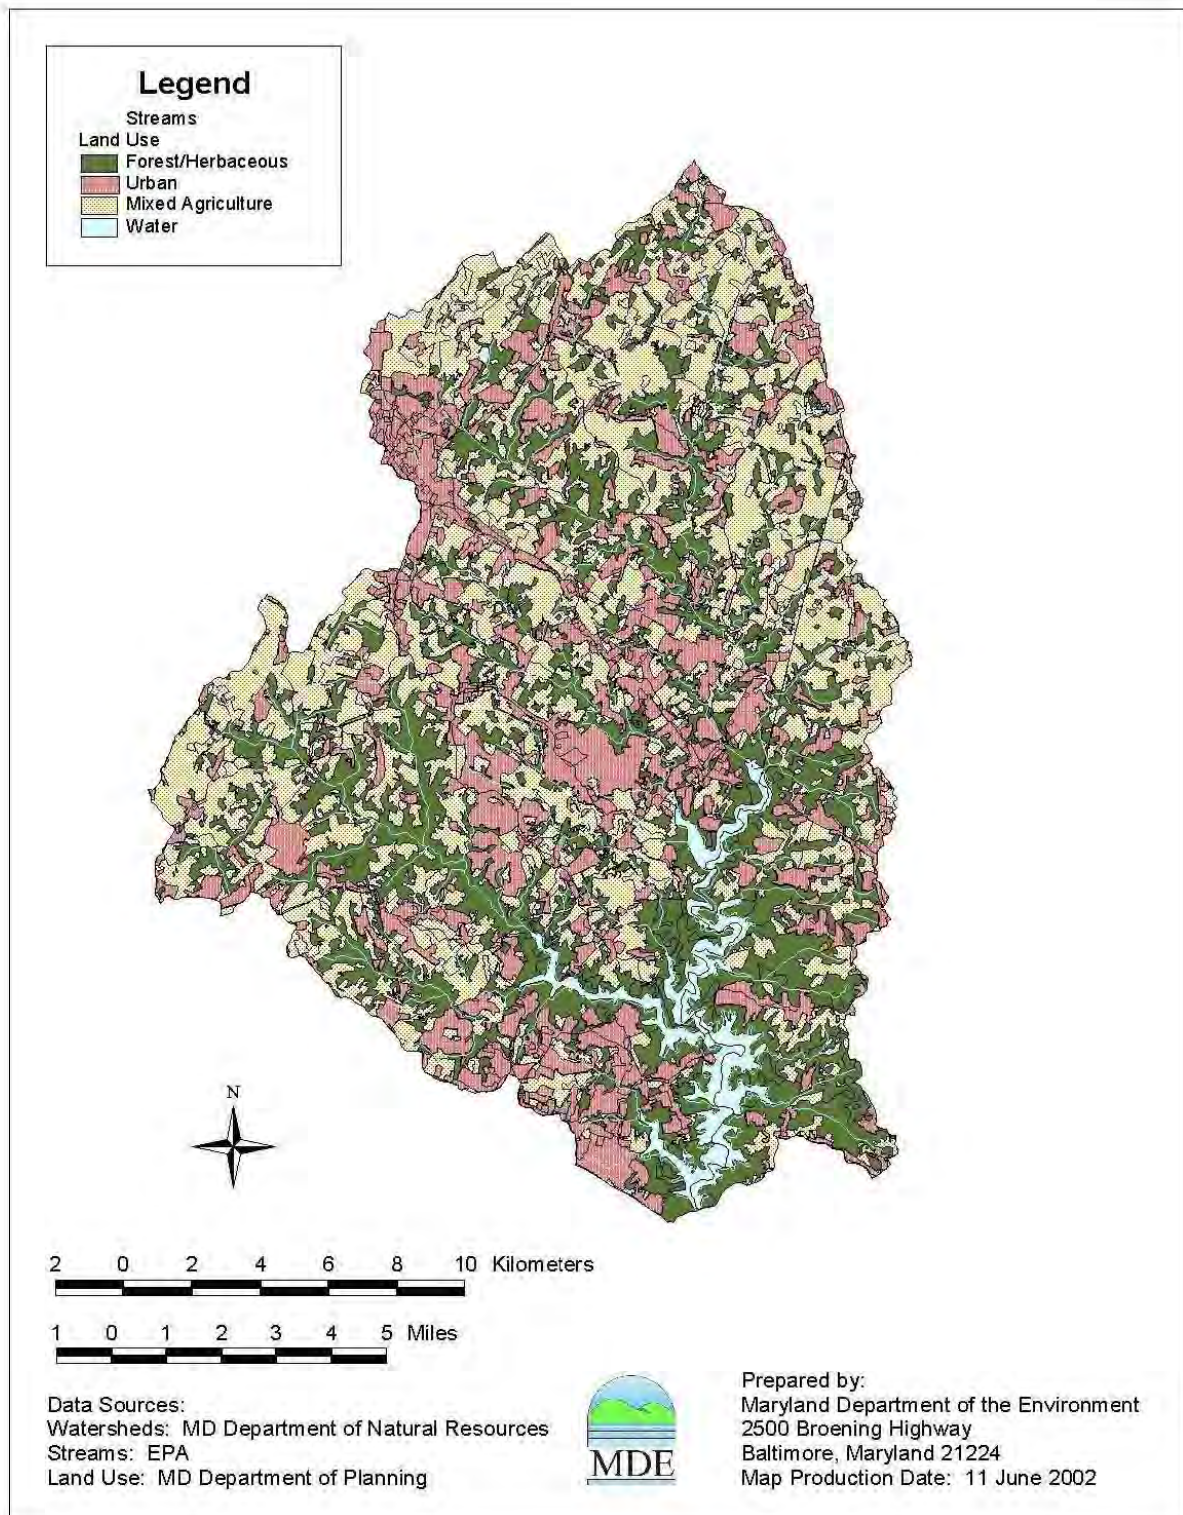 Legend
Streams
Land Use
Forest/Herbaceous
Urban
Mixed Agriculture
Water
N
2 0 2 4 6 8 10 Kilometers
1 0 1 2 3 4 5 Miles
Data Sources:
Watersheds: MD Department of Natural Resources
Streams: EPA
Land Use: MD Department of Planning
MDE
Prepared by:
Maryland Department of the Environment
2500 Broening Highway
Baltimore, Maryland 21224
Map Production Date: 11 June 2002